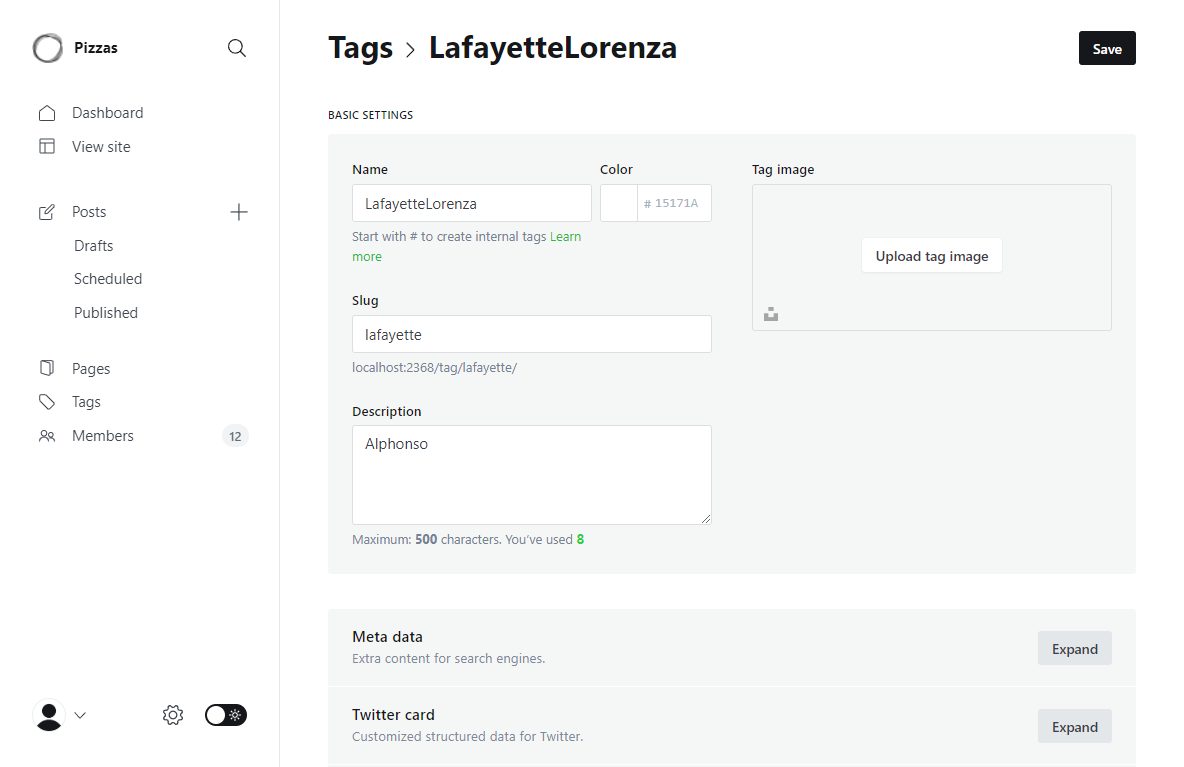 Pizzas
Dashboard
View site
Posts
Drafts
Scheduled
Published
Pages
Tags
Members 12
Tags › LafayetteLorenza
Save
BASIC SETTINGS
Name
LafayetteLorenza
Color
# 15171A
Start with # to create internal tags Learn
more
Slug
lafayette
localhost:2368/tag/lafayette/
Description
Alphonso
Maximum: 500 characters. You’ve used 8
Tag image
Upload tag image
Meta data
Extra content for search engines.
Expand
Twitter card
Customized structured data for Twitter.
Expand